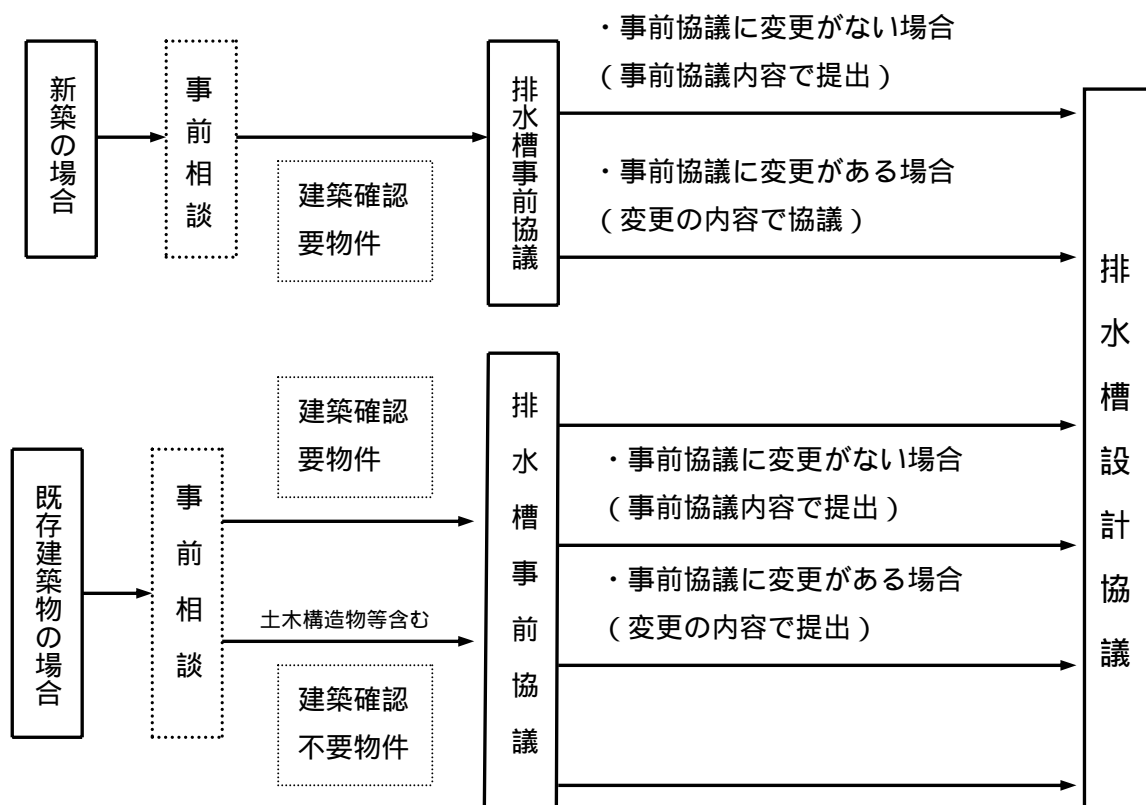 新築の場合
事前相談
建築確認
要物件
排水槽事前協議
・事前協議に変更がない場合
(事前協議内容で提出)
・事前協議に変更がある場合
(変更の内容で協議)
既存建築物の場合
事前相談
建築確認
要物件
土木構造物等含む
建築確認
不要物件
排水槽事前協議
・事前協議に変更がない場合
(事前協議内容で提出)
・事前協議に変更がある場合
(変更の内容で提出)
排水槽設計協議